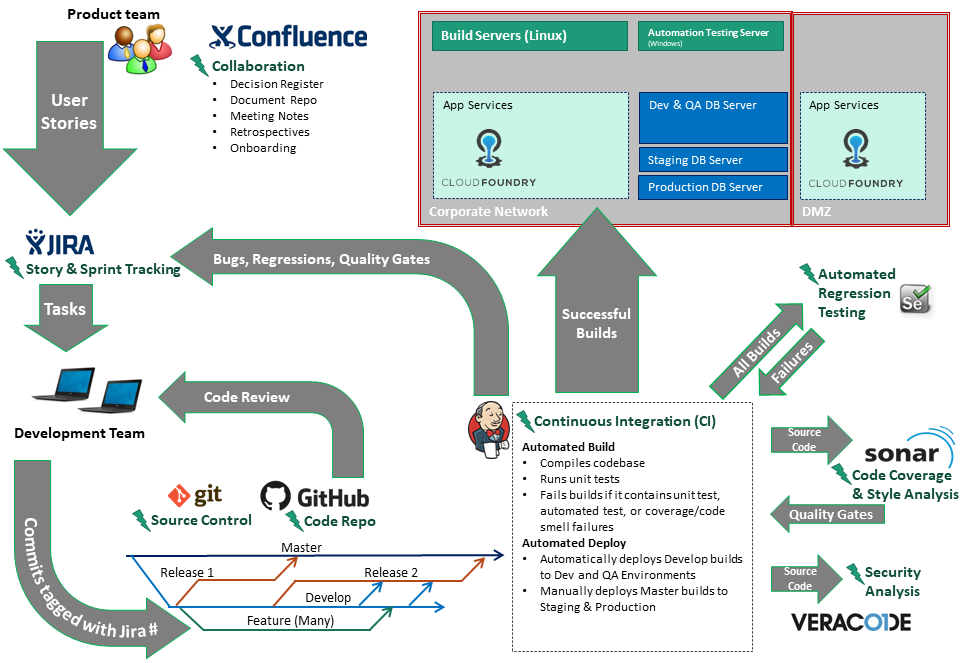 Product team
User
Stories
Confluence
Collaboration
• Decision Register
• Document Repo
• Meeting Notes
• Retrospectives
• Onboarding
Build Servers (Linux)
Automation Testing Server
(Windows)
App Services
CLOUDFOUNDRY
Dev & QA DB Server
Staging DB Server
Production DB Server
Corporate Network
App Services
CLOUDFOUNDRY
DMZ
JIRA
Story & Sprint Tracking
Bugs, Regressions, Quality Gates
Tasks
Successful
Builds
Automated
Regression
Testing
Se
All Builds
Failures
Code Review
Development Team
Continuous Integration (CI)
Automated Build
• Compiles codebase
• Runs unit tests
• Fails builds if it contains unit test,
automated test, or coverage/code
smell failures
Automated Deploy
• Automatically deploys Develop builds
to Dev and QA Environments
• Manually deploys Master builds to
Staging & Production
Source
Code
sonar
Code Coverage
& Style Analysis
Quality Gates
Source
Code
Security
Analysis
VERACODE
git
Source Control
GitHub
Code Repo
Commits tagged with Jira #
Master
Release 1
Release 2
Develop
Feature (Many)